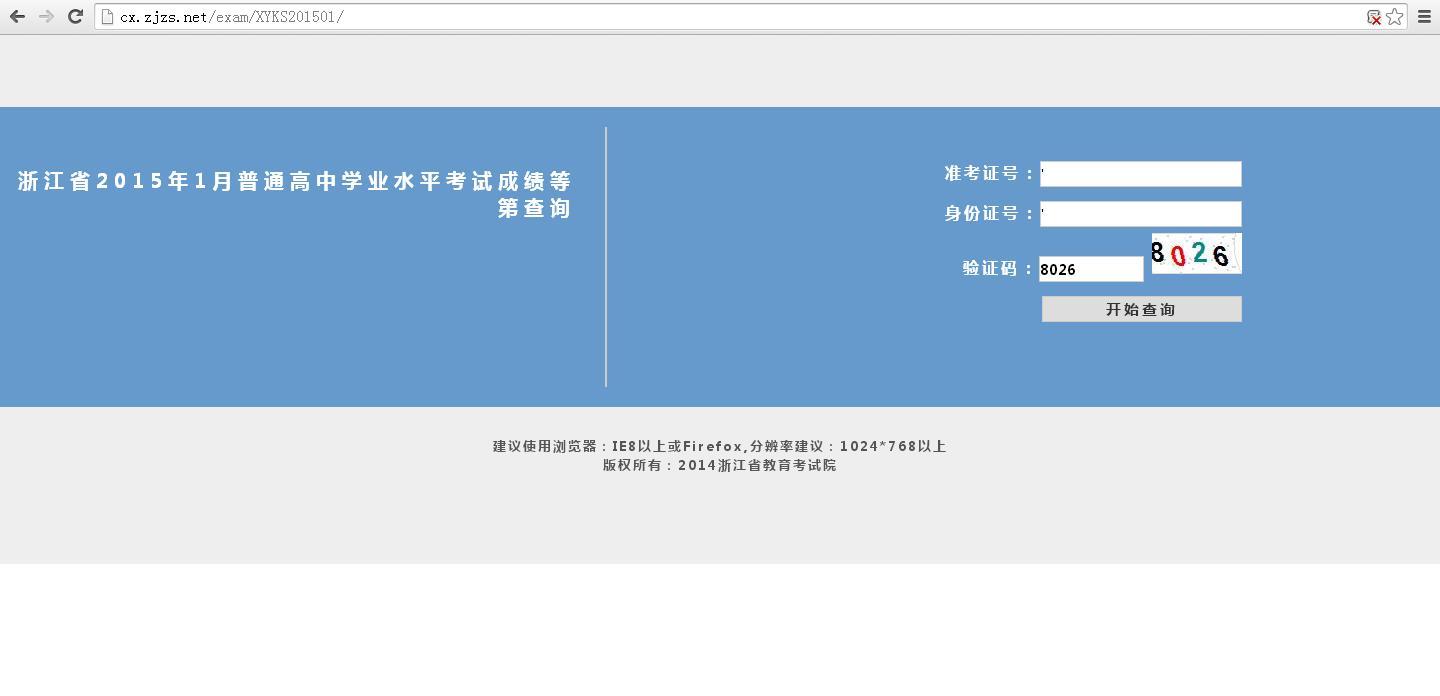 cx.zjzs.net/exam/XYKS201501/
浙江省2015年1月普通高中学业水平考试成绩等
第查询
准考证号：'
身份证号：'
验证码：8026
8026
开始查询
建议使用浏览器：IE8以上或Firefox,分辨率建议：1024*768以上
版权所有：2014浙江省教育考试院